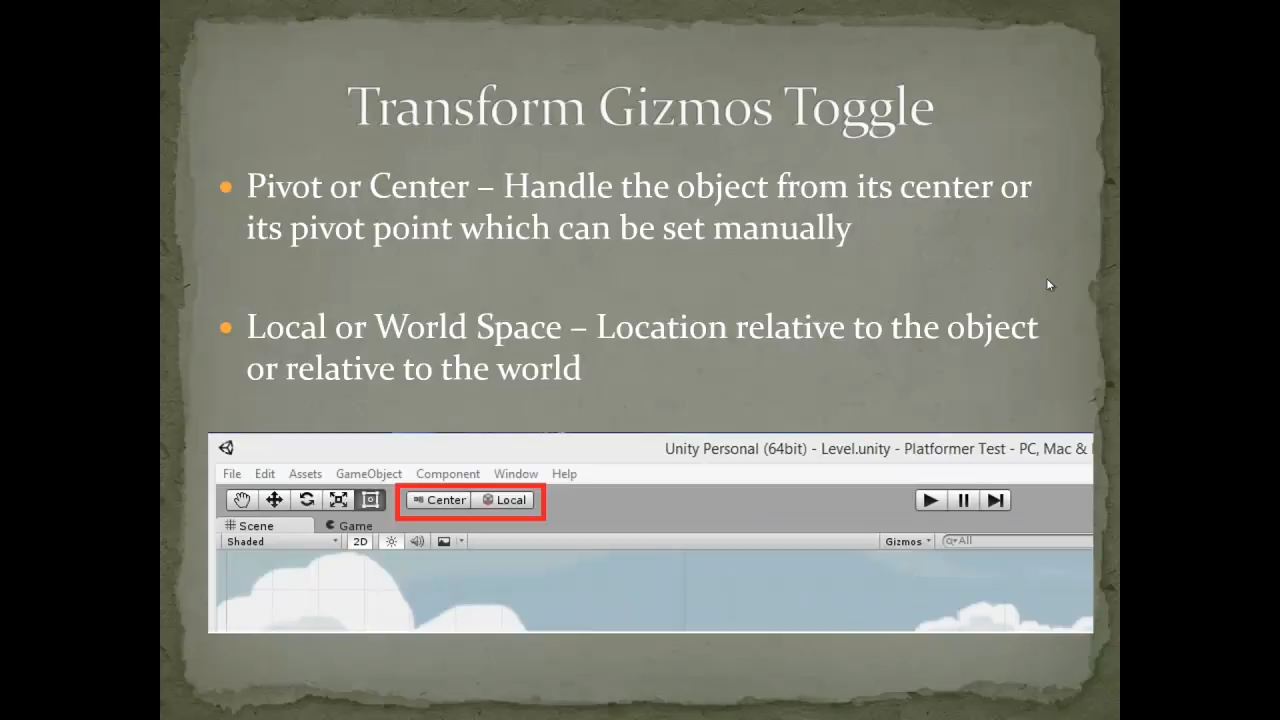 Transform Gizmos Toggle
• Pivot or Center – Handle the object from its center or
its pivot point which can be set manually
• Local or World Space – Location relative to the object
or relative to the world
Unity Personal (64bit) - Level.unity - Platformer Test - PC, Mac &
File Edit Assets GameObject Component Window Help
Center Local
Scene Game
Shaded 2D Gizmos All